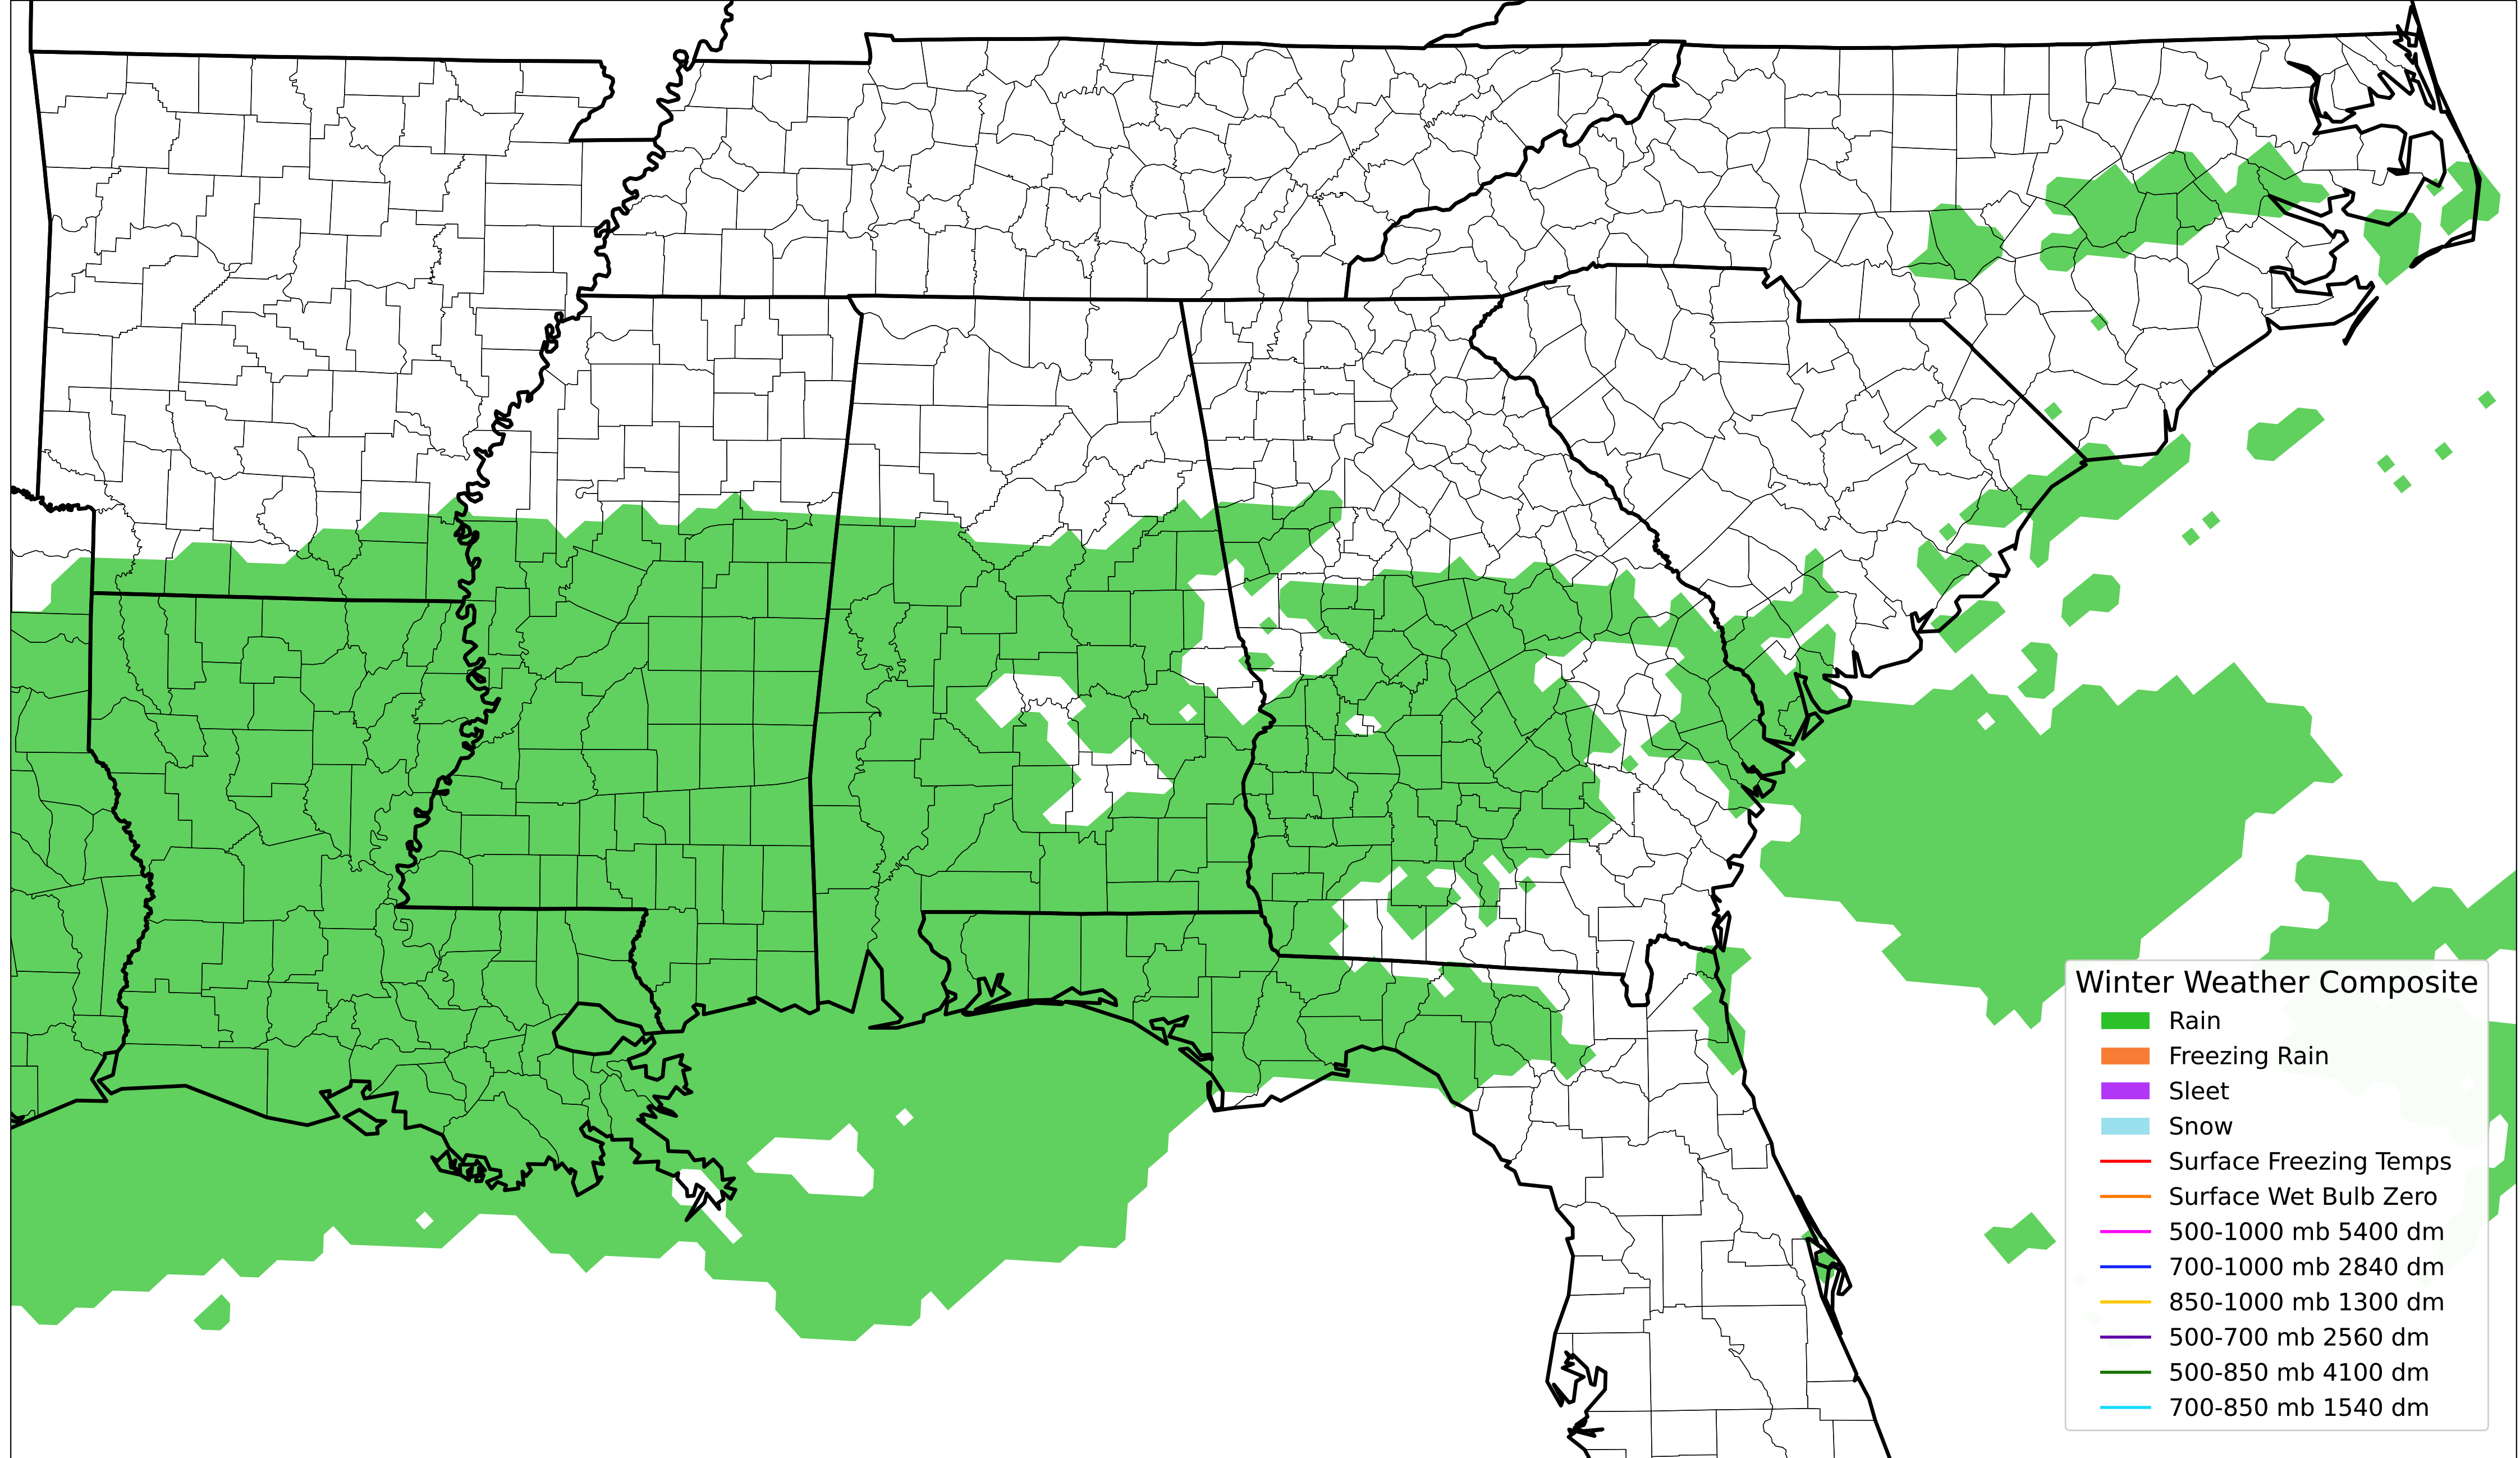 Winter Weather Composite
Rain
Freezing Rain
Sleet
Snow
Surface Freezing Temps
Surface Wet Bulb Zero
500-1000 mb 5400 dm
700-1000 mb 2840 dm
850-1000 mb 1300 dm
500-700 mb 2560 dm
500-850 mb 4100 dm
700-850 mb 1540 dm